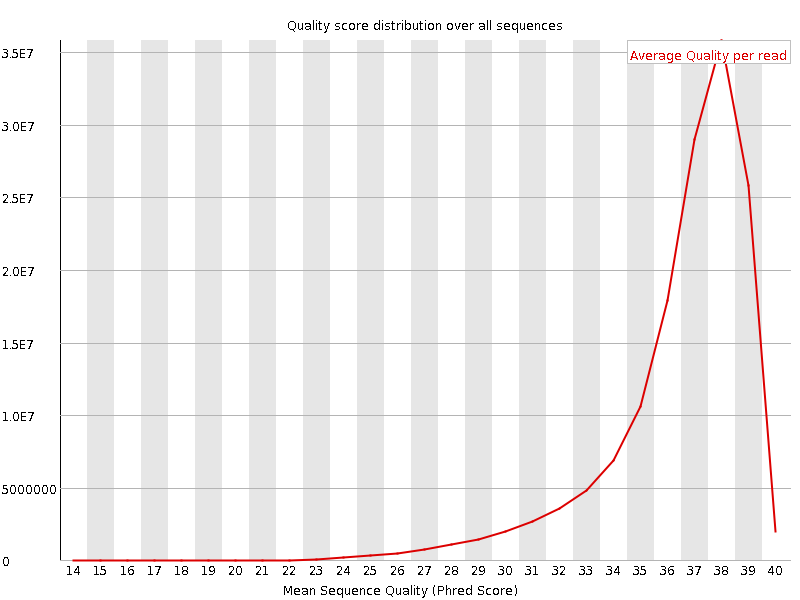 Quality score distribution over all sequences
3.5E7
Average Quality per read
3.0E7
2.5E7
2.0E7
1.5E7
1.0E7
5000000
0
14 15 16 17 18 19 20 21 22 23 24 25 26 27 28 29 30 31 32 33 34 35 36 37 38 39 40
Mean Sequence Quality (Phred Score)